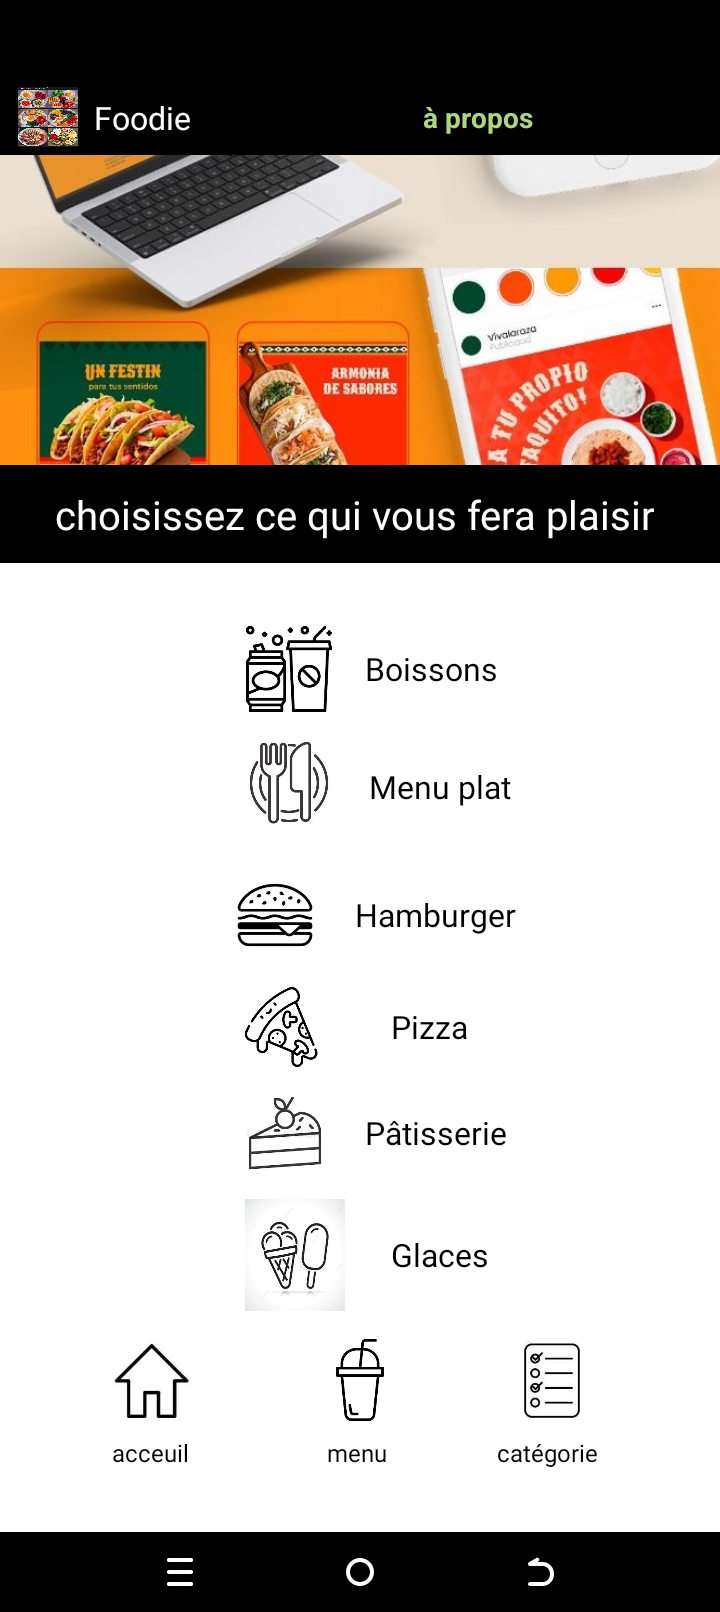 Foodie
à propos
UN FESTIN
para tus sentidos
ARMONIA
DE SABORES
Vivalaraza
Publicidad
A TU PROPIO
TAQUITO!
choisissez ce qui vous fera plaisir
Boissons
Menu plat
Hamburger
Pizza
Pâtisserie
Glaces
acceuil
menu
catégorie